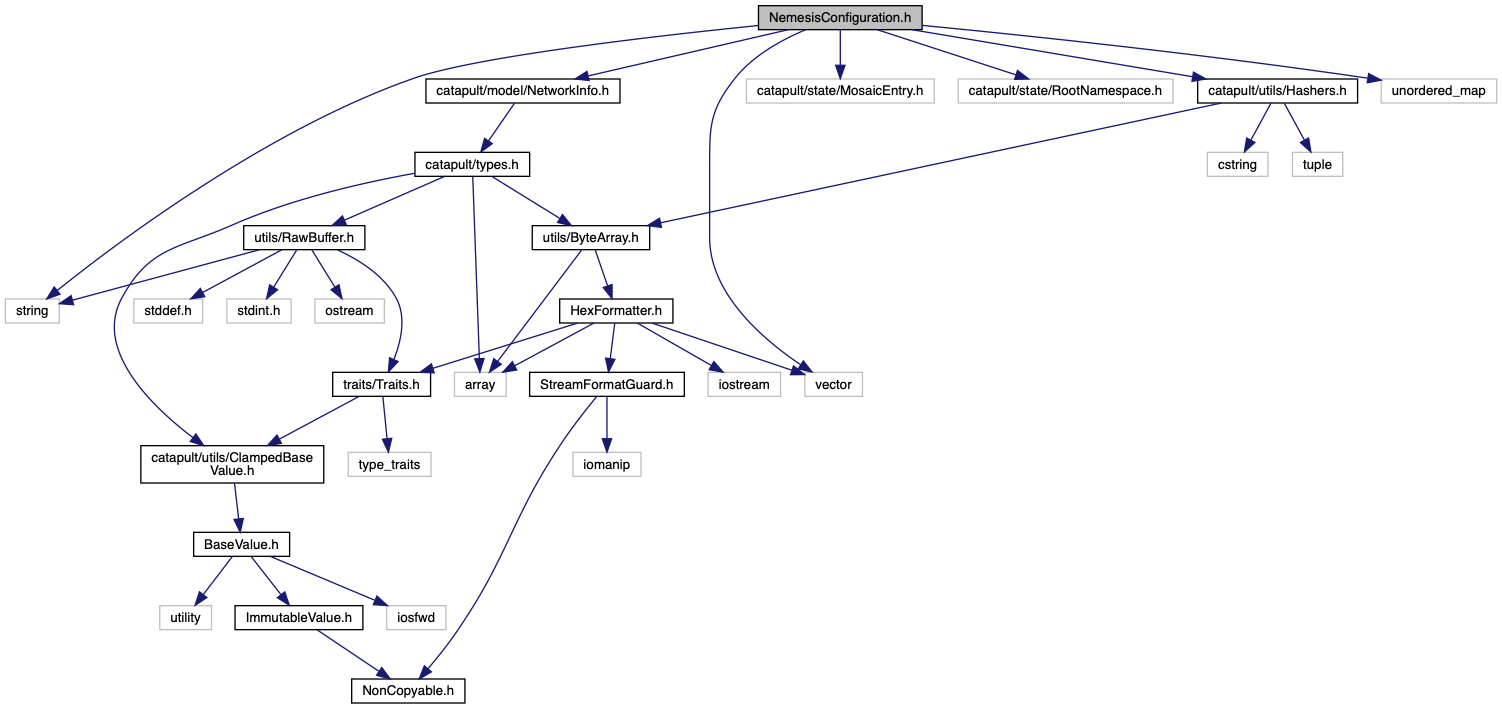 NemesisConfiguration.h
catapult/model/NetworkInfo.h
catapult/state/MosaicEntry.h
catapult/state/RootNamespace.h
catapult/utils/Hashers.h
unordered_map
catapult/types.h
cstring
tuple
utils/RawBuffer.h
utils/ByteArray.h
string
stddef.h
stdint.h
ostream
HexFormatter.h
traits/Traits.h
array
StreamFormatGuard.h
iostream
vector
catapult/utils/ClampedBase
Value.h
type_traits
iomanip
BaseValue.h
utility
ImmutableValue.h
iosfwd
NonCopyable.h